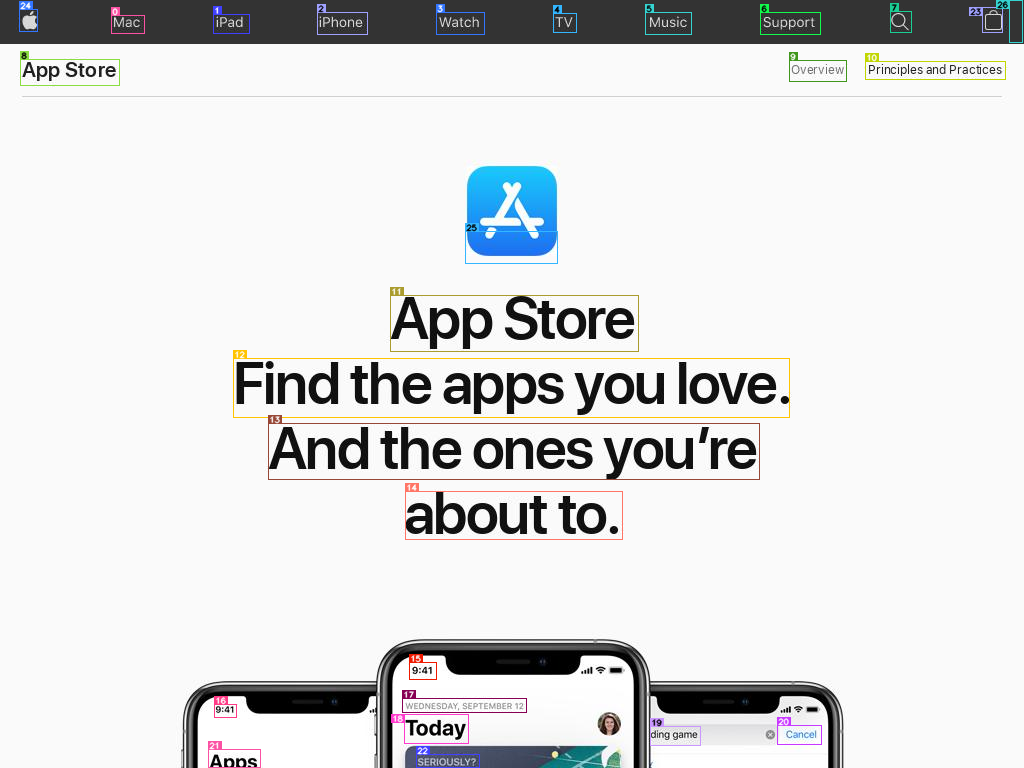 Mac iPad iPhone Watch TV Music Support
App Store Overview Principles and Practices
App Store
Find the apps you love.
And the ones you’re
about to.
9:41
9:41
WEDNESDAY, SEPTEMBER 12
Today
ding game Cancel
Apps
SERIOUSLY?
24
0
1
2
3
4
5
6
7
23
26
8
9
10
25
11
12
13
14
15
16
17
18
19
20
21
22